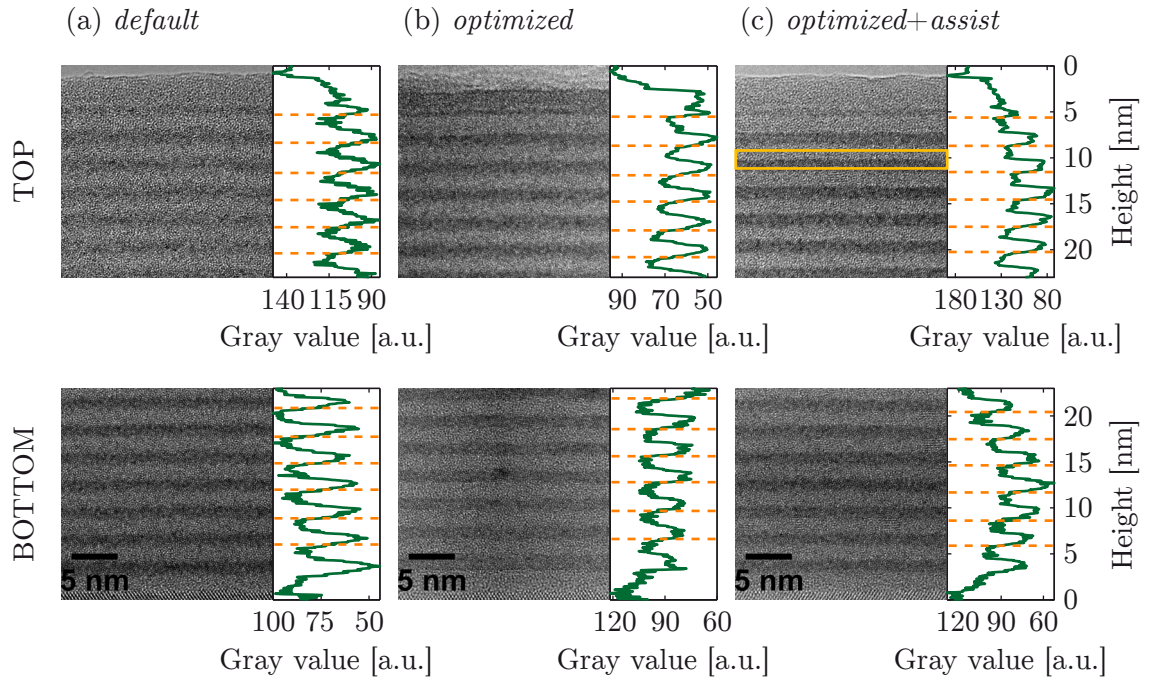 (a) default (b) optimized (c) optimized+assist
TOP
0
5
10
15
20
Height [nm]
140 115 90 90 70 50 180 130 80
Gray value [a.u.] Gray value [a.u.] Gray value [a.u.]
BOTTOM
20
15
10
5
0
Height [nm]
5 nm 5 nm 5 nm
100 75 50 120 90 60 120 90 60
Gray value [a.u.] Gray value [a.u.] Gray value [a.u.]